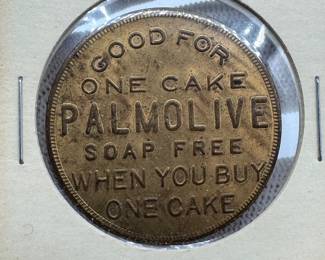 GOOD FOR
ONE CAKE
PALMOLIVE
SOAP FREE
WHEN YOU BUY
ONE CAKE